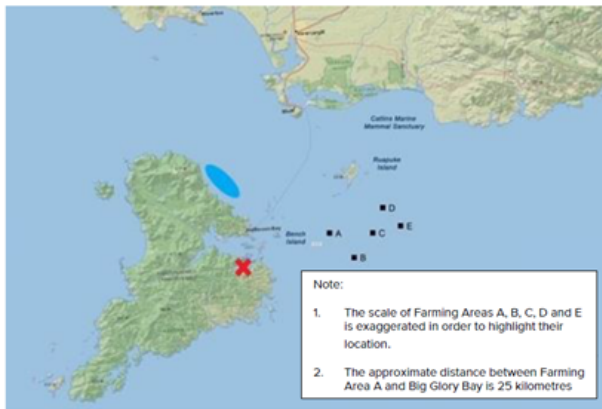 Catlins Marine
Mammal Sanctuary
Ruapuke
Island
D
E
Bench
Island
A
C
B
Note:
1. The scale of Farming Areas A, B, C, D and E
is exaggerated in order to highlight their
location.
2. The approximate distance between Farming
Area A and Big Glory Bay is 25 kilometres